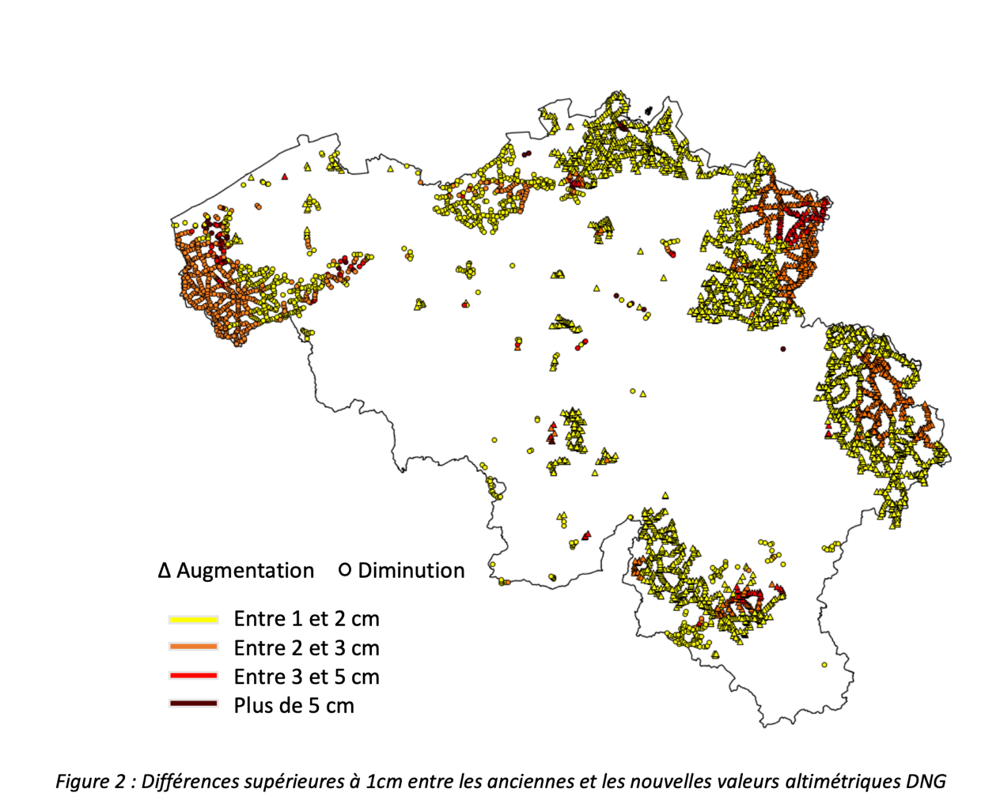 Δ Augmentation O Diminution
Entre 1 et 2 cm
Entre 2 et 3 cm
Entre 3 et 5 cm
Plus de 5 cm
Figure 2 : Différences supérieures à 1cm entre les anciennes et les nouvelles valeurs altimétriques DNG